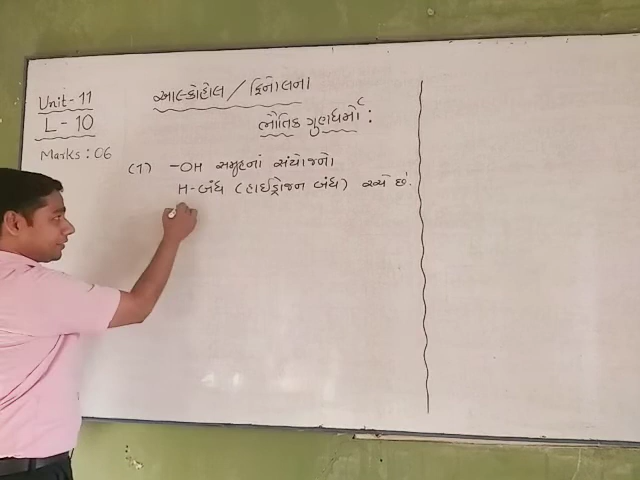 Unit - 11
L - 10
Marks : 06
આલ્કોહોલ / ફિનોલના
ભૌતિક ગુણધર્મો :
(1) -OH સમૂહનાં સંયોજનો
H-બંધ (હાઈડ્રોજન બંધ) રચે છે.